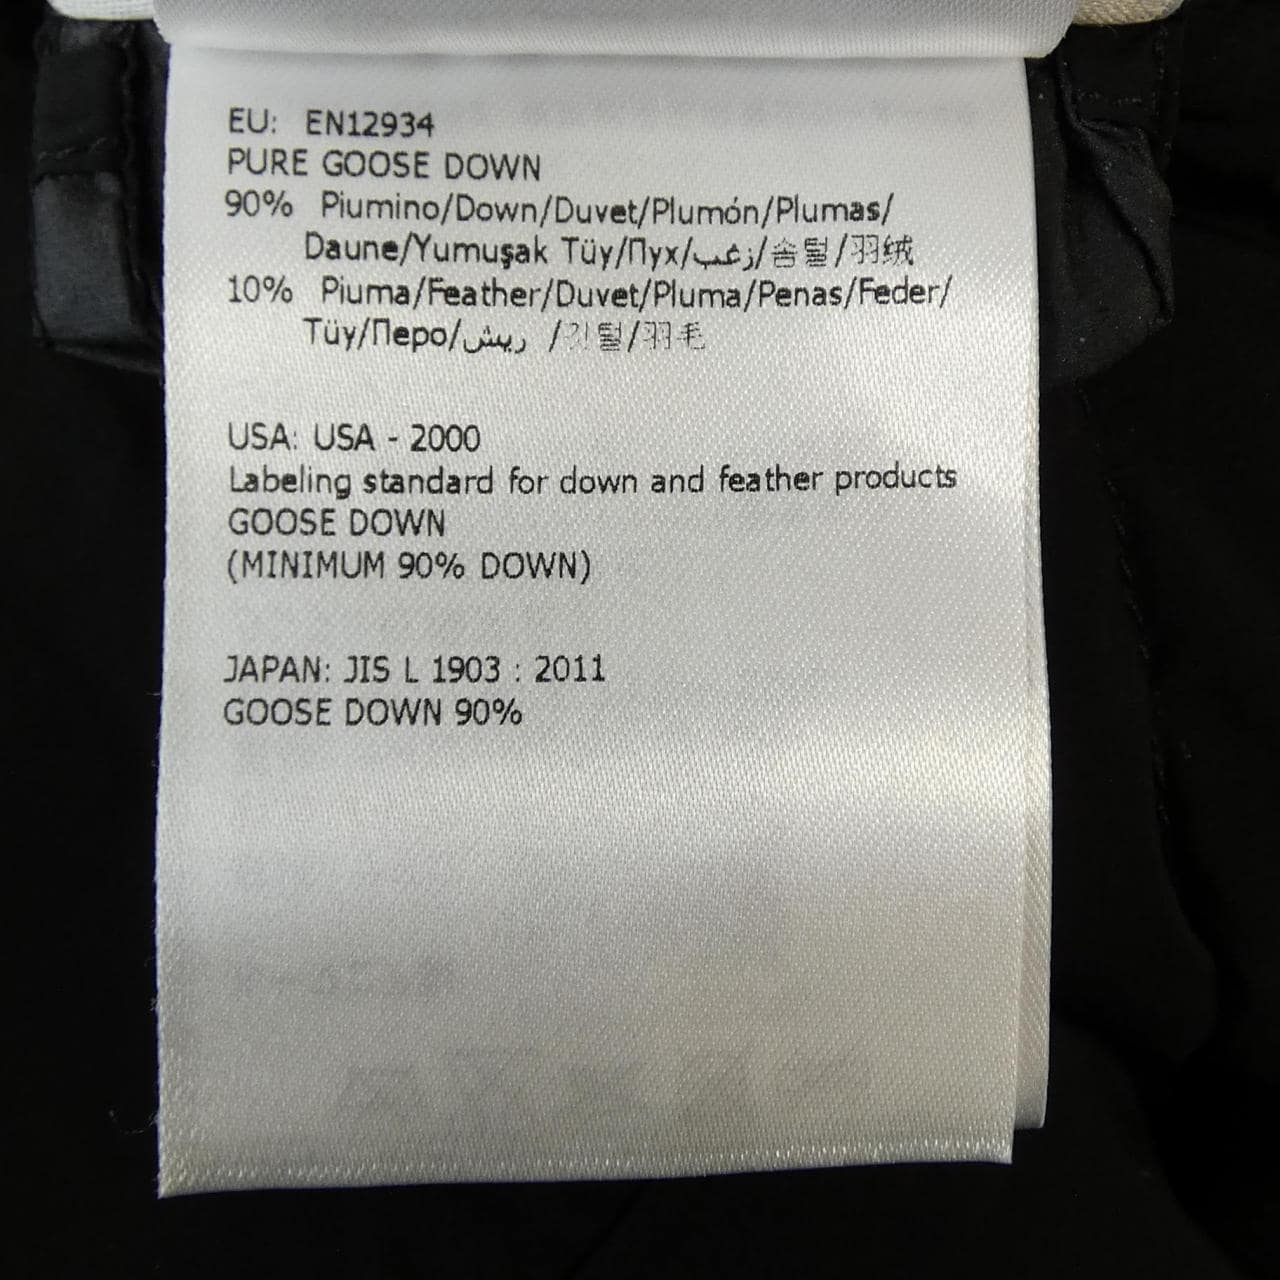 EU: EN12934
PURE GOOSE DOWN
90% Piumino/Down/Duvet/Plumón/Plumas/
Daune/Yumuşak Tüy/Пух/زغب/솜털/羽绒
10% Piuma/Feather/Duvet/Pluma/Penas/Feder/
Tüy/Перо/ريش /깃털/羽毛
USA: USA - 2000
Labeling standard for down and feather products
GOOSE DOWN
(MINIMUM 90% DOWN)
JAPAN: JIS L 1903 : 2011
GOOSE DOWN 90%